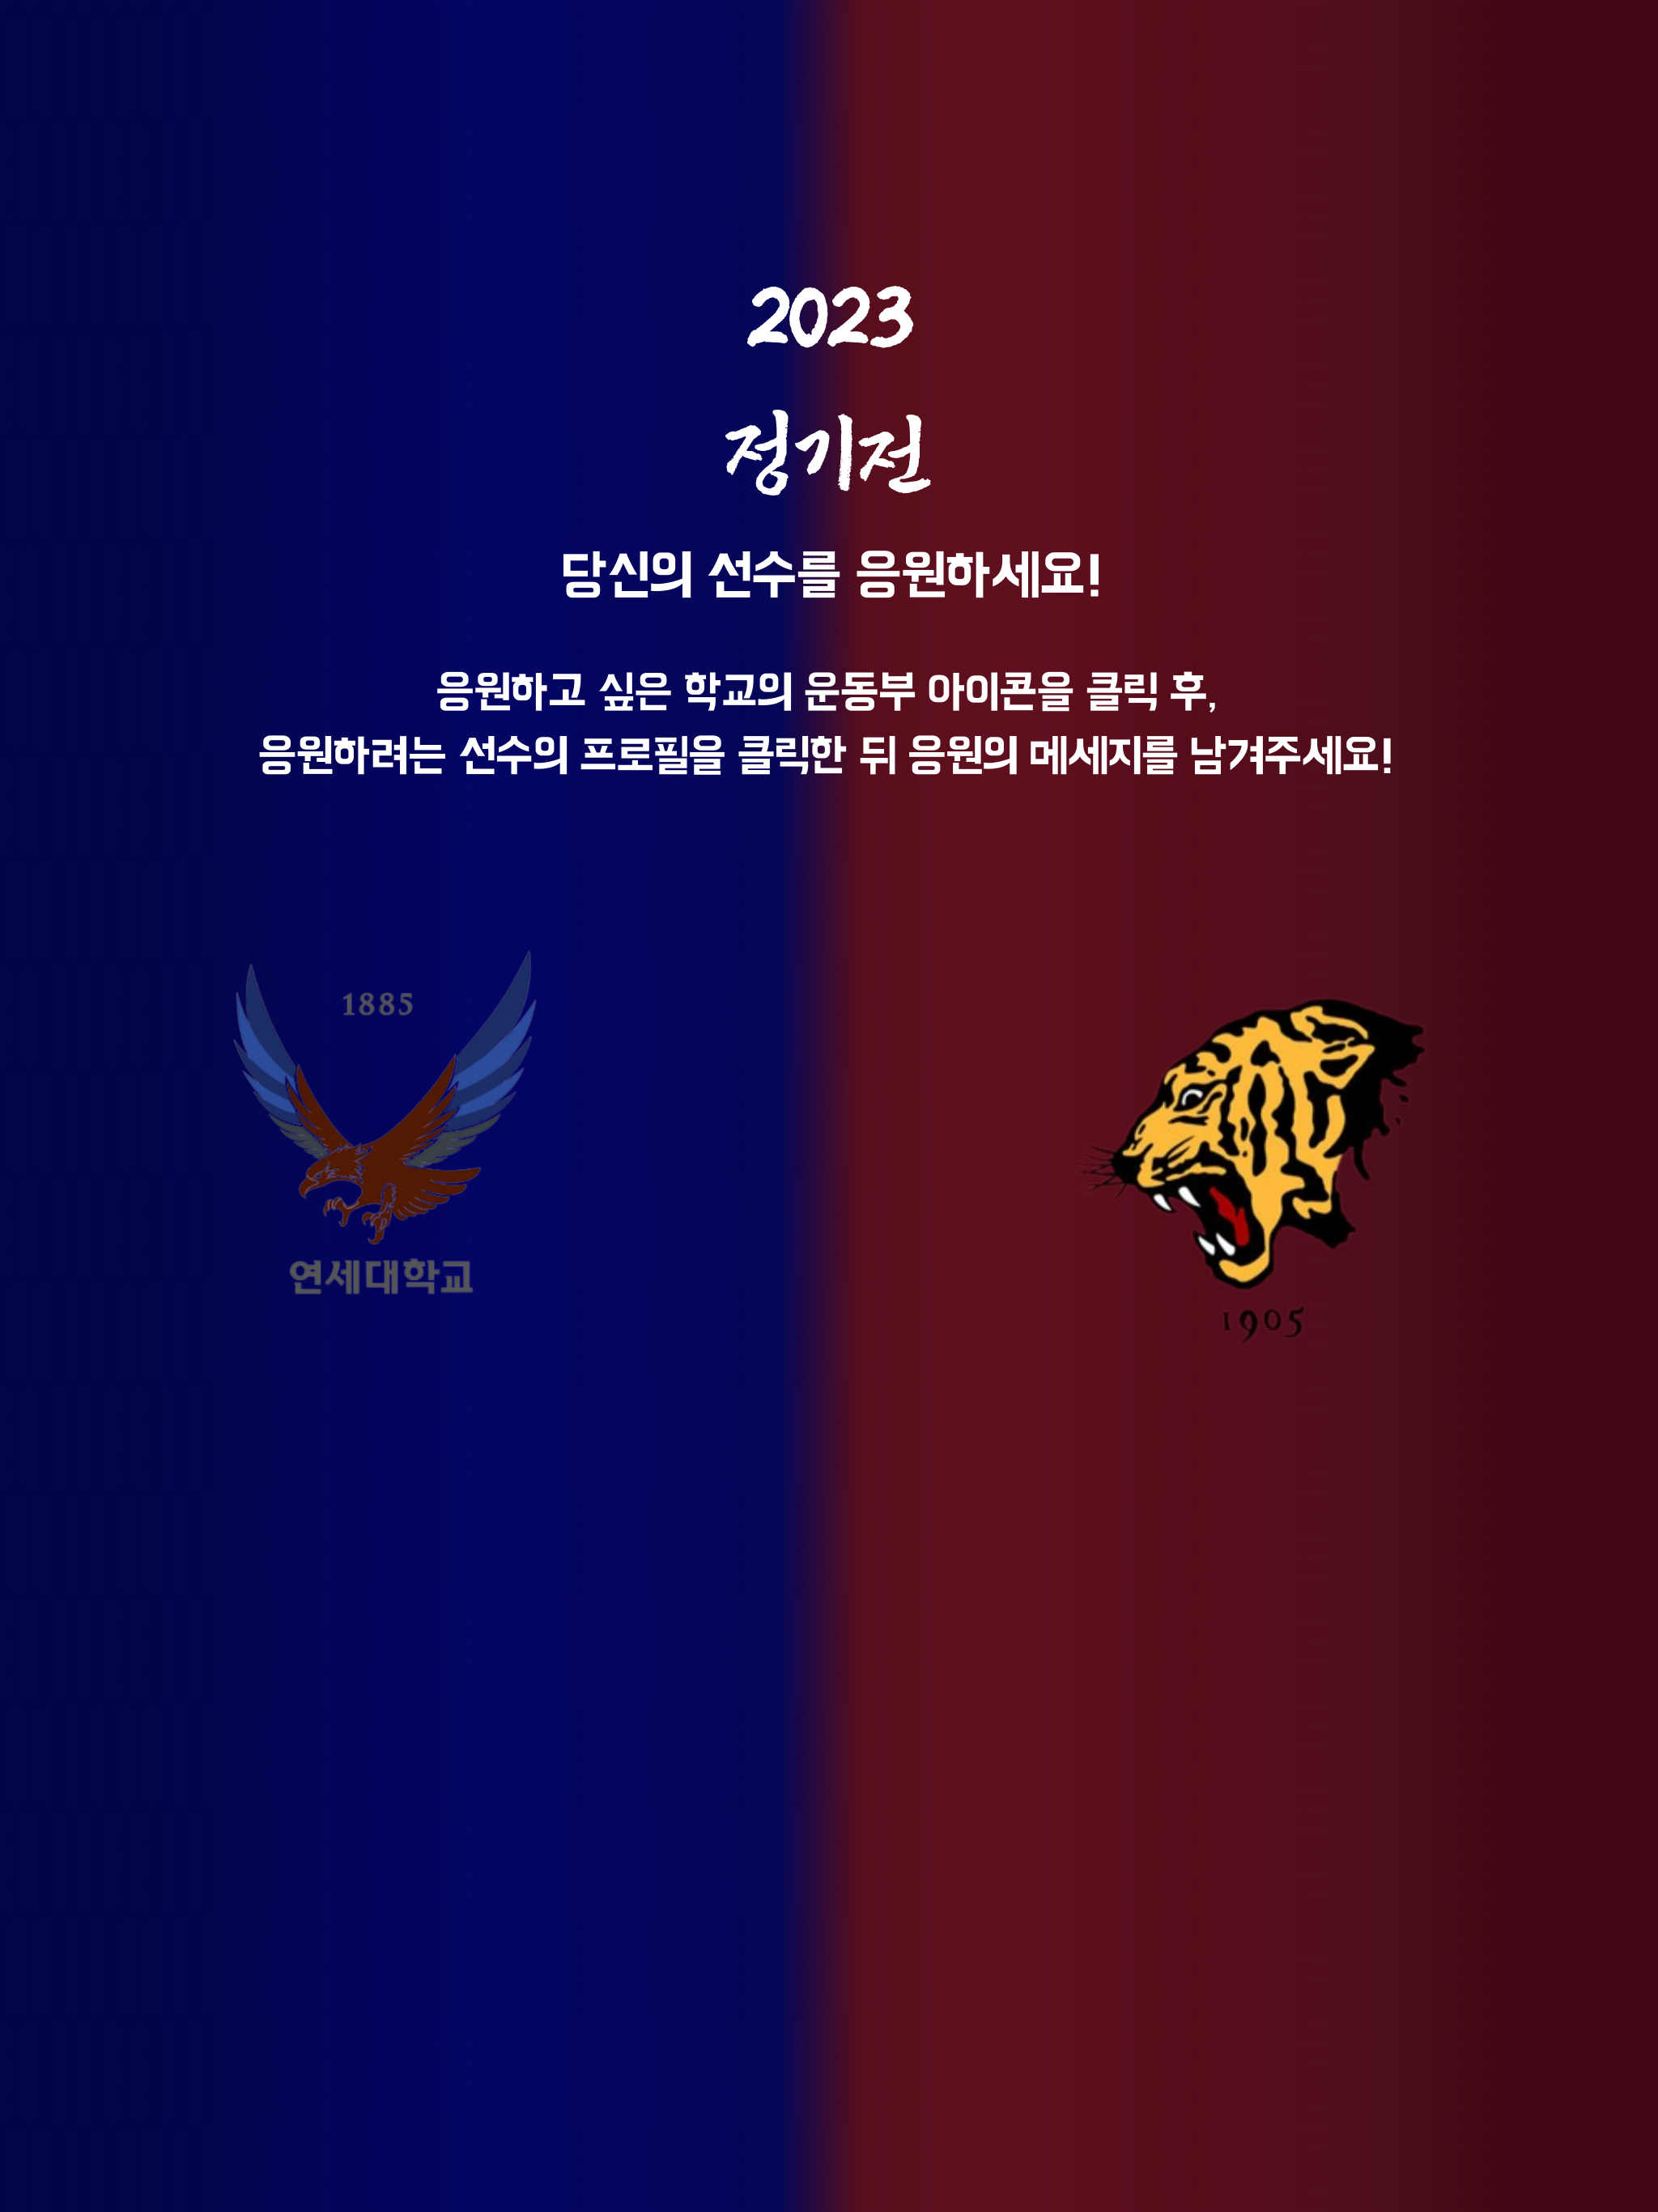 2023
정기전
당신의 선수를 응원하세요!
응원하고 싶은 학교의 운동부 아이콘을 클릭 후,
응원하려는 선수의 프로필을 클릭한 뒤 응원의 메세지를 남겨주세요!
1885
연세대학교
1905